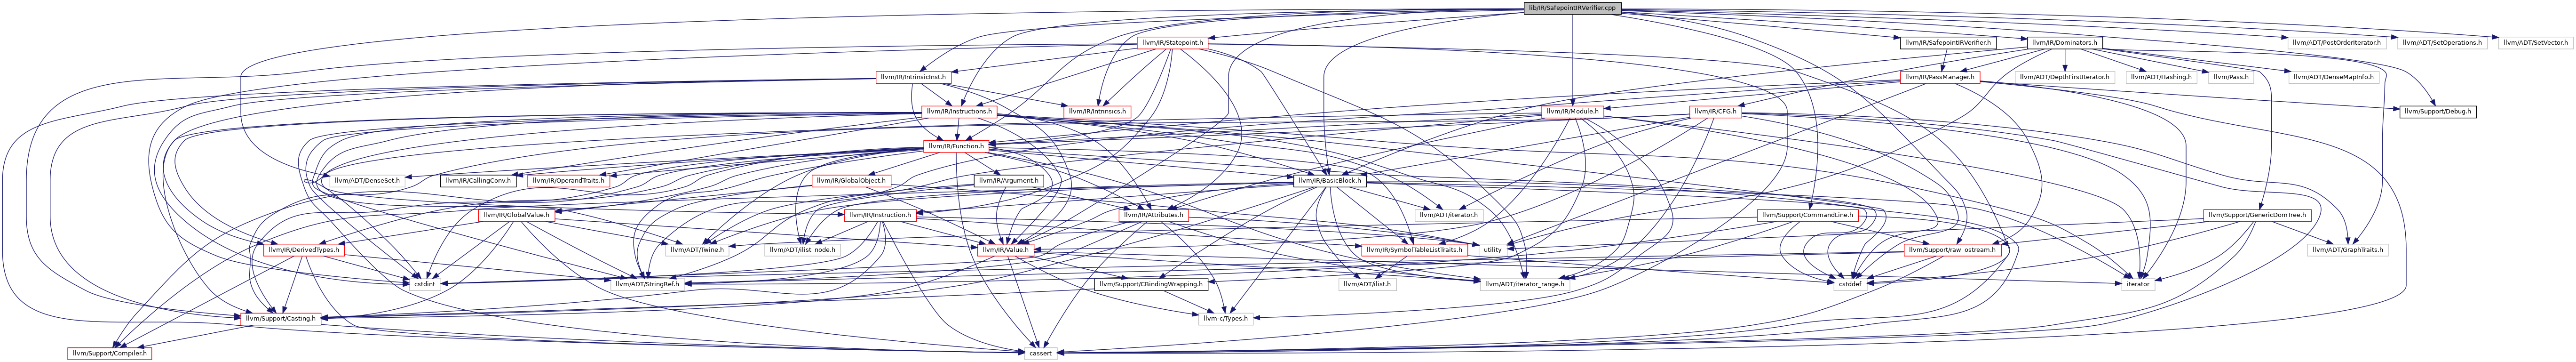 lib/IR/SafepointIRVerifier.cpp
llvm/IR/Statepoint.h
llvm/IR/SafepointIRVerifier.h
llvm/IR/Dominators.h
llvm/ADT/PostOrderIterator.h
llvm/ADT/SetOperations.h
llvm/ADT/SetVector.h
llvm/IR/IntrinsicInst.h
llvm/IR/PassManager.h
llvm/ADT/DepthFirstIterator.h
llvm/ADT/Hashing.h
llvm/Pass.h
llvm/ADT/DenseMapInfo.h
llvm/IR/Instructions.h
llvm/IR/Intrinsics.h
llvm/IR/Module.h
llvm/IR/CFG.h
llvm/Support/Debug.h
llvm/IR/Function.h
llvm/ADT/DenseSet.h
llvm/IR/CallingConv.h
llvm/IR/OperandTraits.h
llvm/IR/GlobalObject.h
llvm/IR/Argument.h
llvm/IR/BasicBlock.h
llvm/IR/GlobalValue.h
llvm/IR/Instruction.h
llvm/IR/Attributes.h
llvm/ADT/iterator.h
llvm/Support/CommandLine.h
llvm/Support/GenericDomTree.h
llvm/IR/DerivedTypes.h
llvm/ADT/Twine.h
llvm/ADT/ilist_node.h
llvm/IR/Value.h
utility
llvm/IR/SymbolTableListTraits.h
llvm/Support/raw_ostream.h
llvm/ADT/GraphTraits.h
cstdint
llvm/ADT/StringRef.h
llvm/Support/CBindingWrapping.h
llvm/ADT/ilist.h
llvm/ADT/iterator_range.h
cstddef
iterator
llvm/Support/Casting.h
llvm-c/Types.h
llvm/Support/Compiler.h
cassert